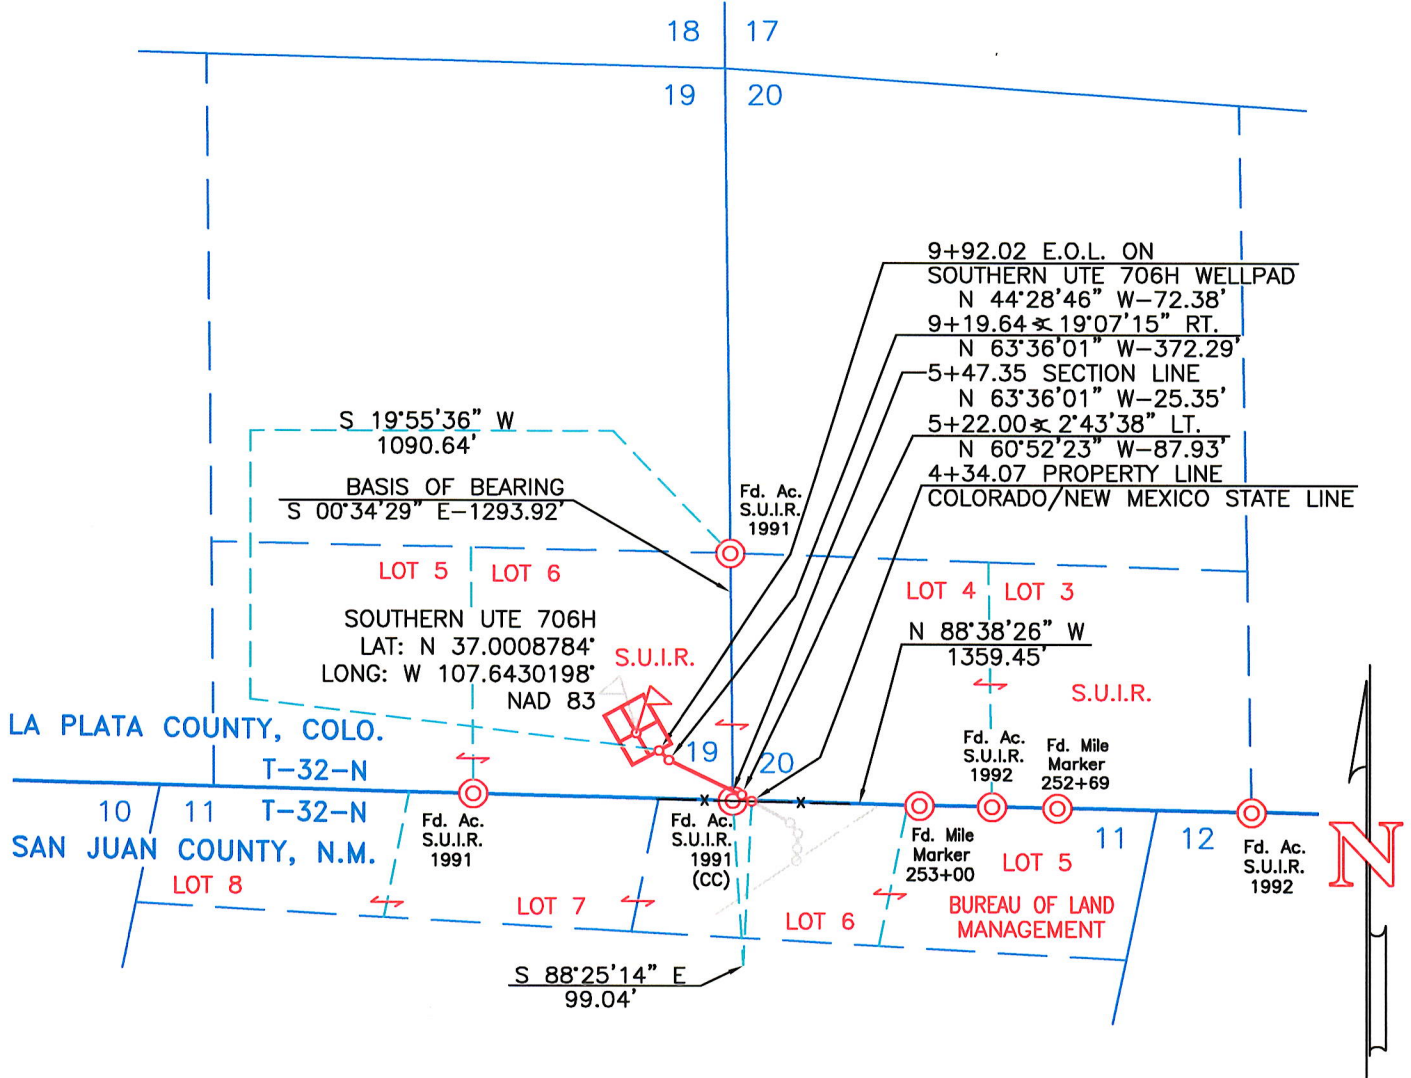 18 17
19 20
9+92.02 E.O.L. ON
SOUTHERN UTE 706H WELLPAD
N 44°28'46" W-72.38'
9+19.64 ∢ 19°07'15" RT.
N 63°36'01" W-372.29'
5+47.35 SECTION LINE
N 63°36'01" W-25.35'
5+22.00 ∢ 2°43'38" LT.
N 60°52'23" W-87.93'
4+34.07 PROPERTY LINE
COLORADO/NEW MEXICO STATE LINE
S 19°55'36" W
1090.64'
BASIS OF BEARING
S 00°34'29" E-1293.92'
Fd. Ac.
S.U.I.R.
1991
LOT 5 LOT 6
LOT 4 LOT 3
SOUTHERN UTE 706H
LAT: N 37.0008784°
LONG: W 107.6430198°
NAD 83
S.U.I.R.
N 88°38'26" W
1359.45'
S.U.I.R.
LA PLATA COUNTY, COLO.
T-32-N
19 20
Fd. Ac.
S.U.I.R.
1992
Fd. Mile
Marker
252+69
10 11 T-32-N
SAN JUAN COUNTY, N.M.
Fd. Ac.
S.U.I.R.
1991
Fd. Ac.
S.U.I.R.
1991
(CC)
Fd. Mile
Marker
253+00
11 12
Fd. Ac.
S.U.I.R.
1992
LOT 8
LOT 7
LOT 6
LOT 5
BUREAU OF LAND
MANAGEMENT
S 88°25'14" E
99.04'
N